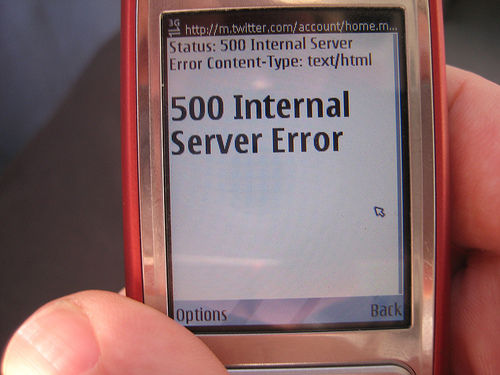 3G
http://m.twitter.com/account/home.m...
Status: 500 Internal Server
Error Content-Type: text/html
500 Internal
Server Error
Options Back